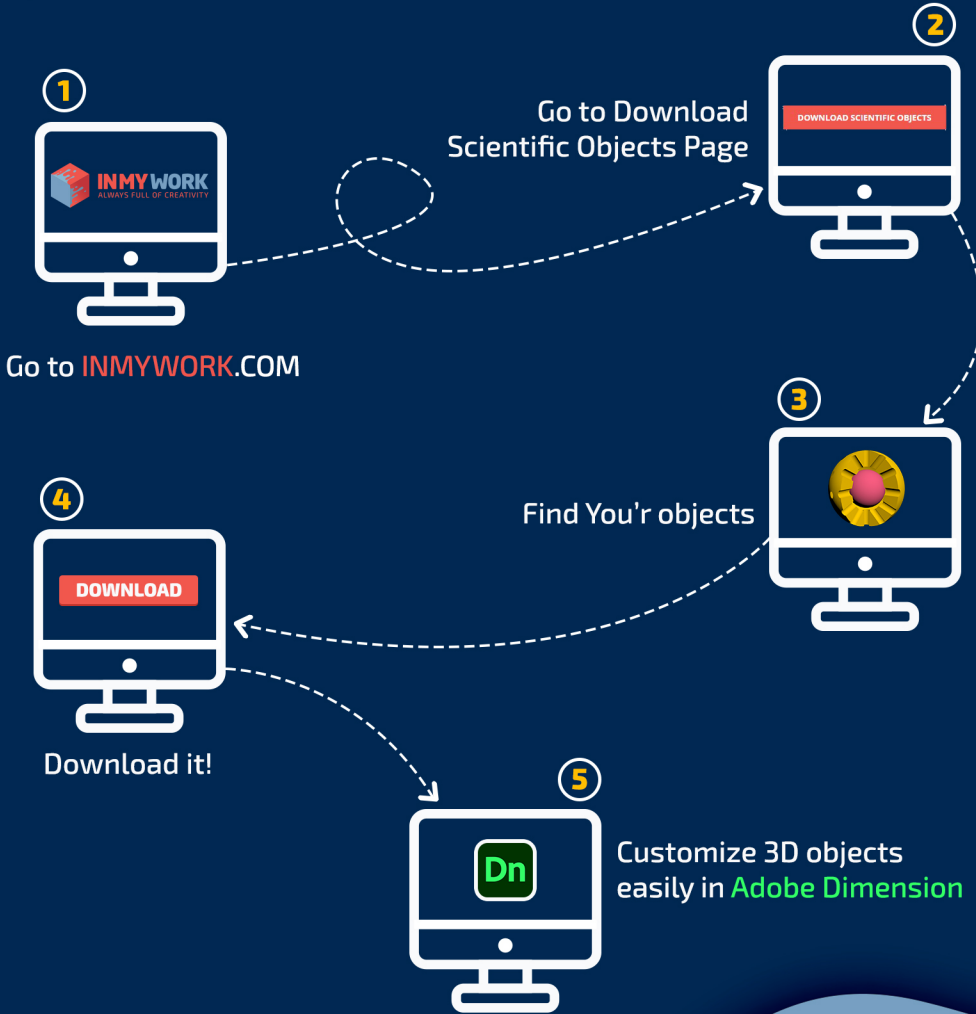 1
INMYWORK
ALWAYS FULL OF CREATIVITY
Go to INMYWORK.COM
2
Go to Download
Scientific Objects Page
DOWNLOAD SCIENTIFIC OBJECTS
3
Find You'r objects
4
DOWNLOAD
Download it!
5
Dn
Customize 3D objects
easily in Adobe Dimension